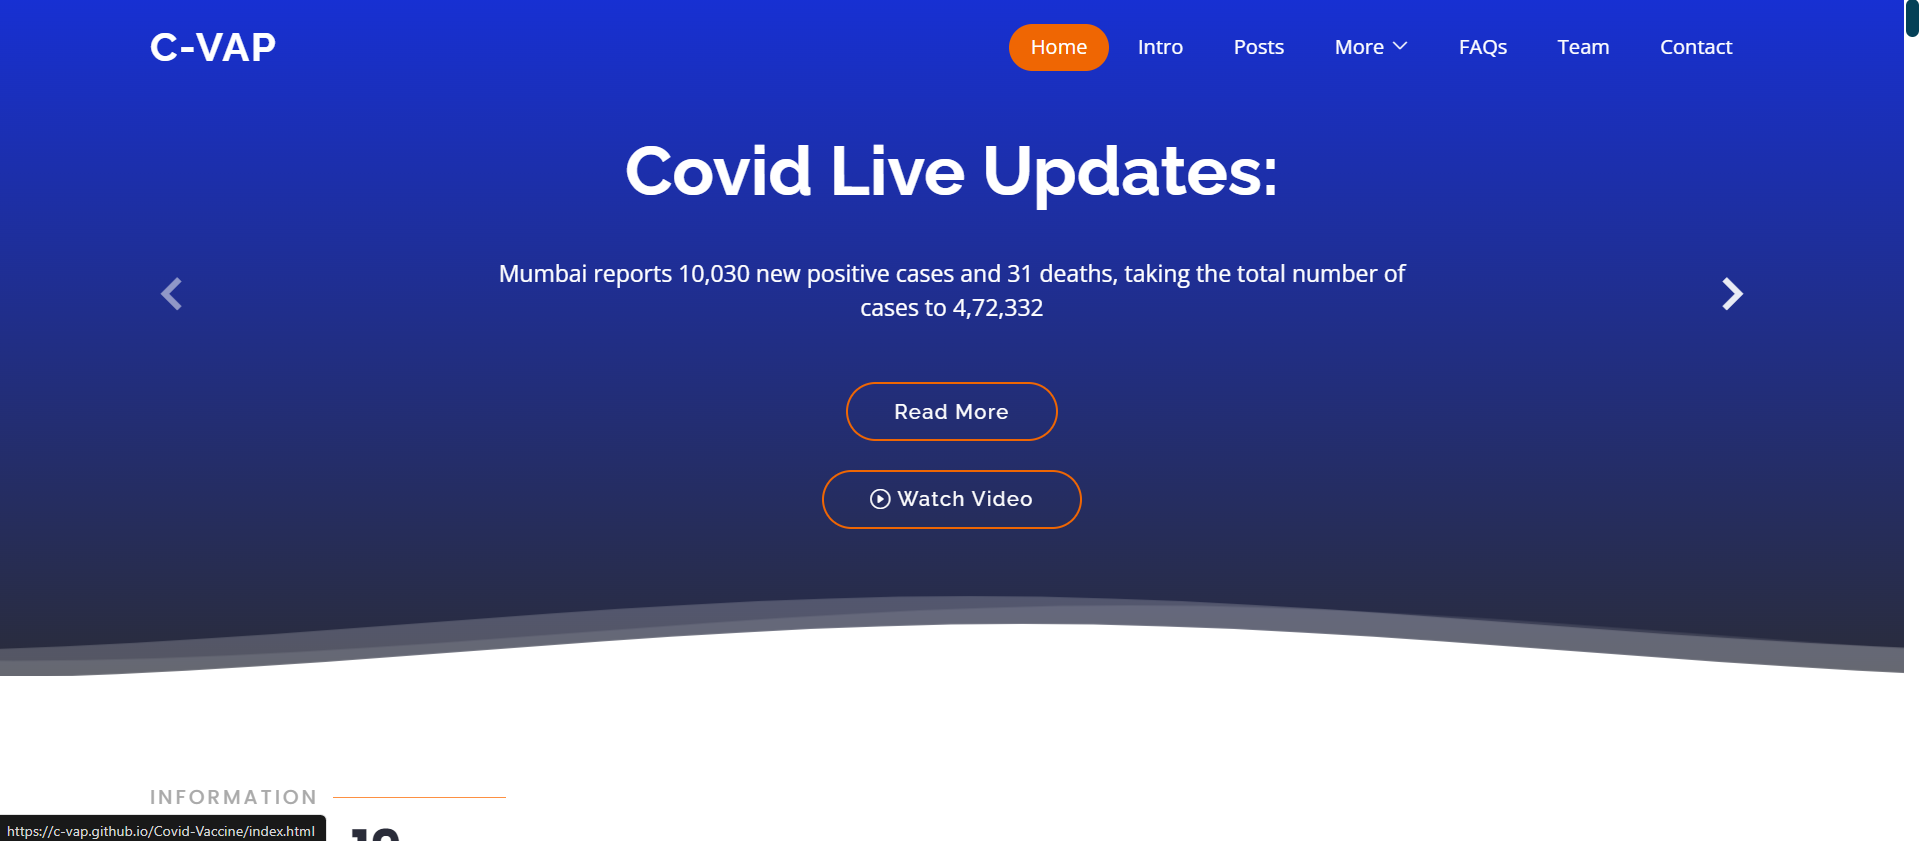 C-VAP
Home Intro Posts More FAQs Team Contact
Covid Live Updates:
Mumbai reports 10,030 new positive cases and 31 deaths, taking the total number of
cases to 4,72,332
Read More
Watch Video
INFORMATION
https://c-vap.github.io/Covid-Vaccine/index.html